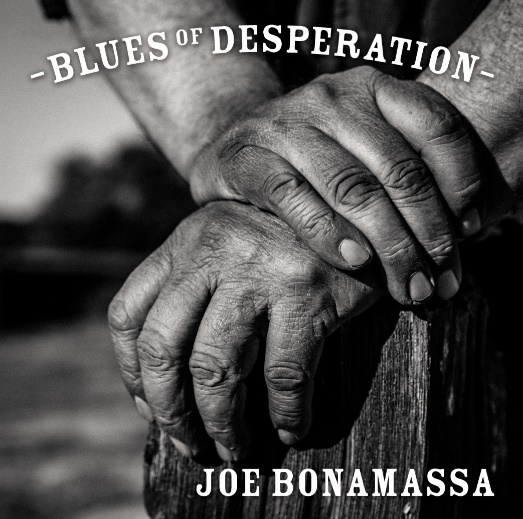 -BLUES OF DESPERATION-
JOE BONAMASSA